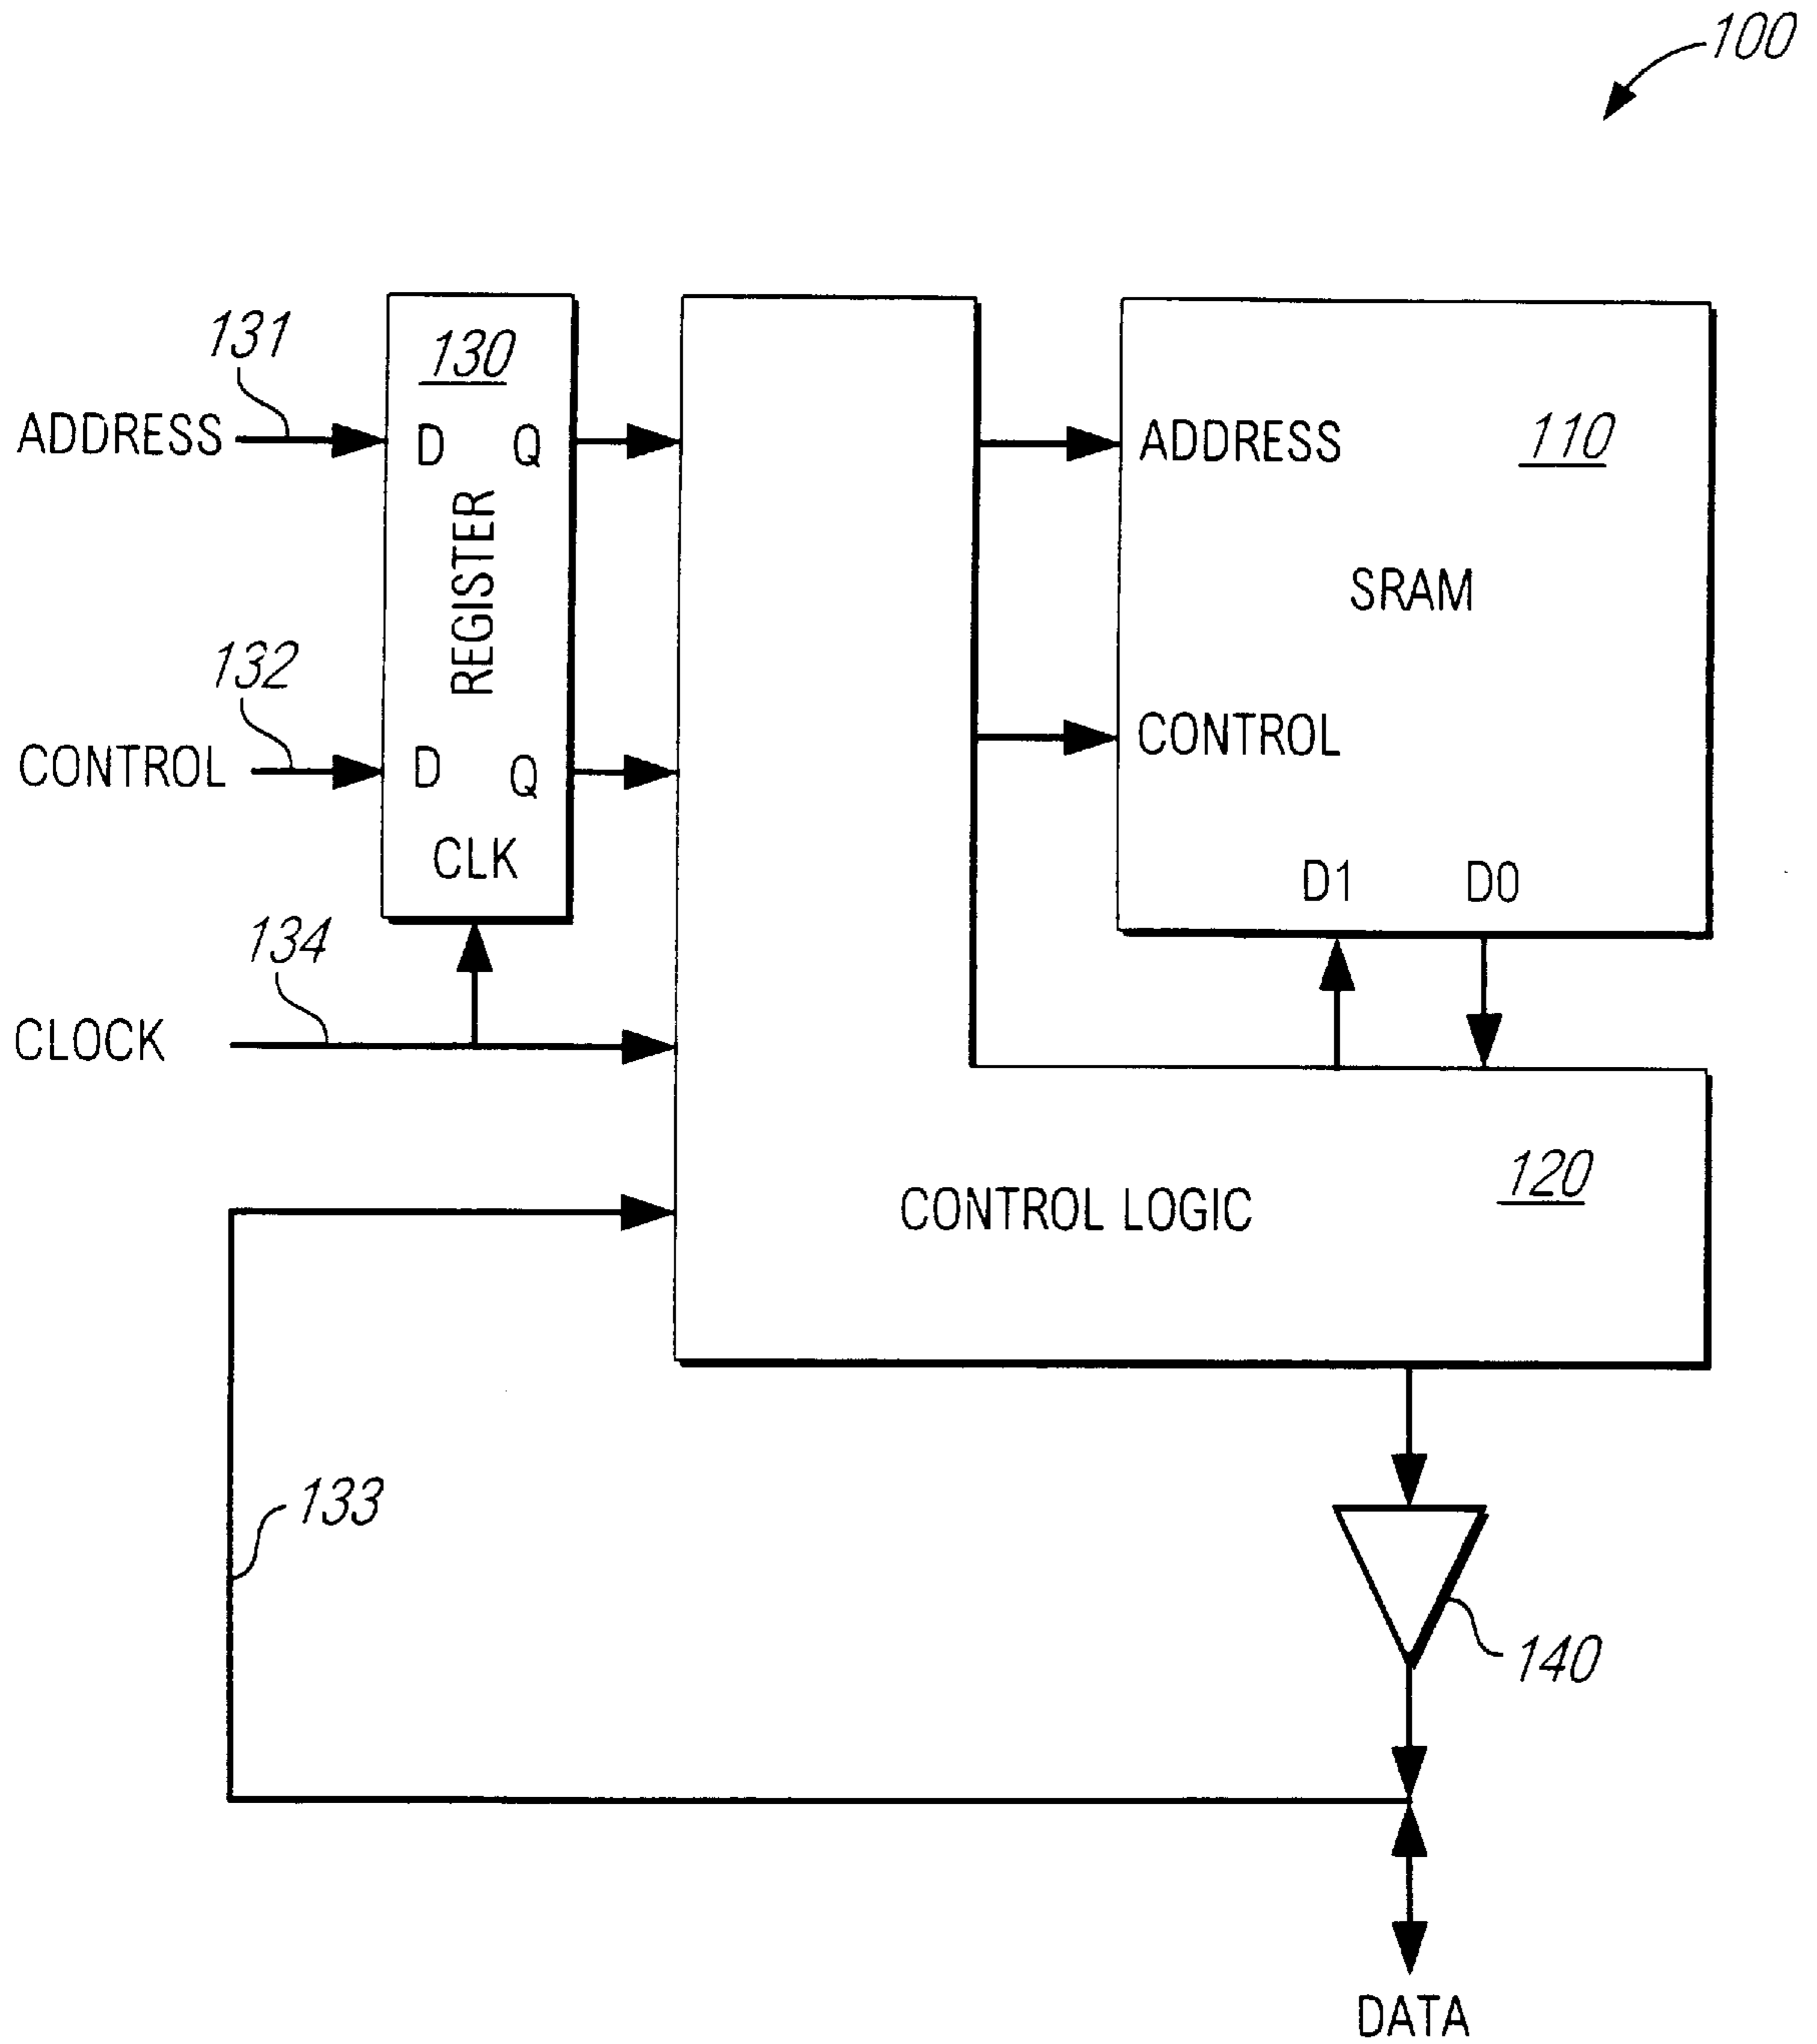 100
131
130
ADDRESS
D Q
ADDRESS
110
REGISTER
SRAM
132
CONTROL
D Q
CONTROL
CLK
D1 D0
134
CLOCK
120
CONTROL LOGIC
133
140
DATA